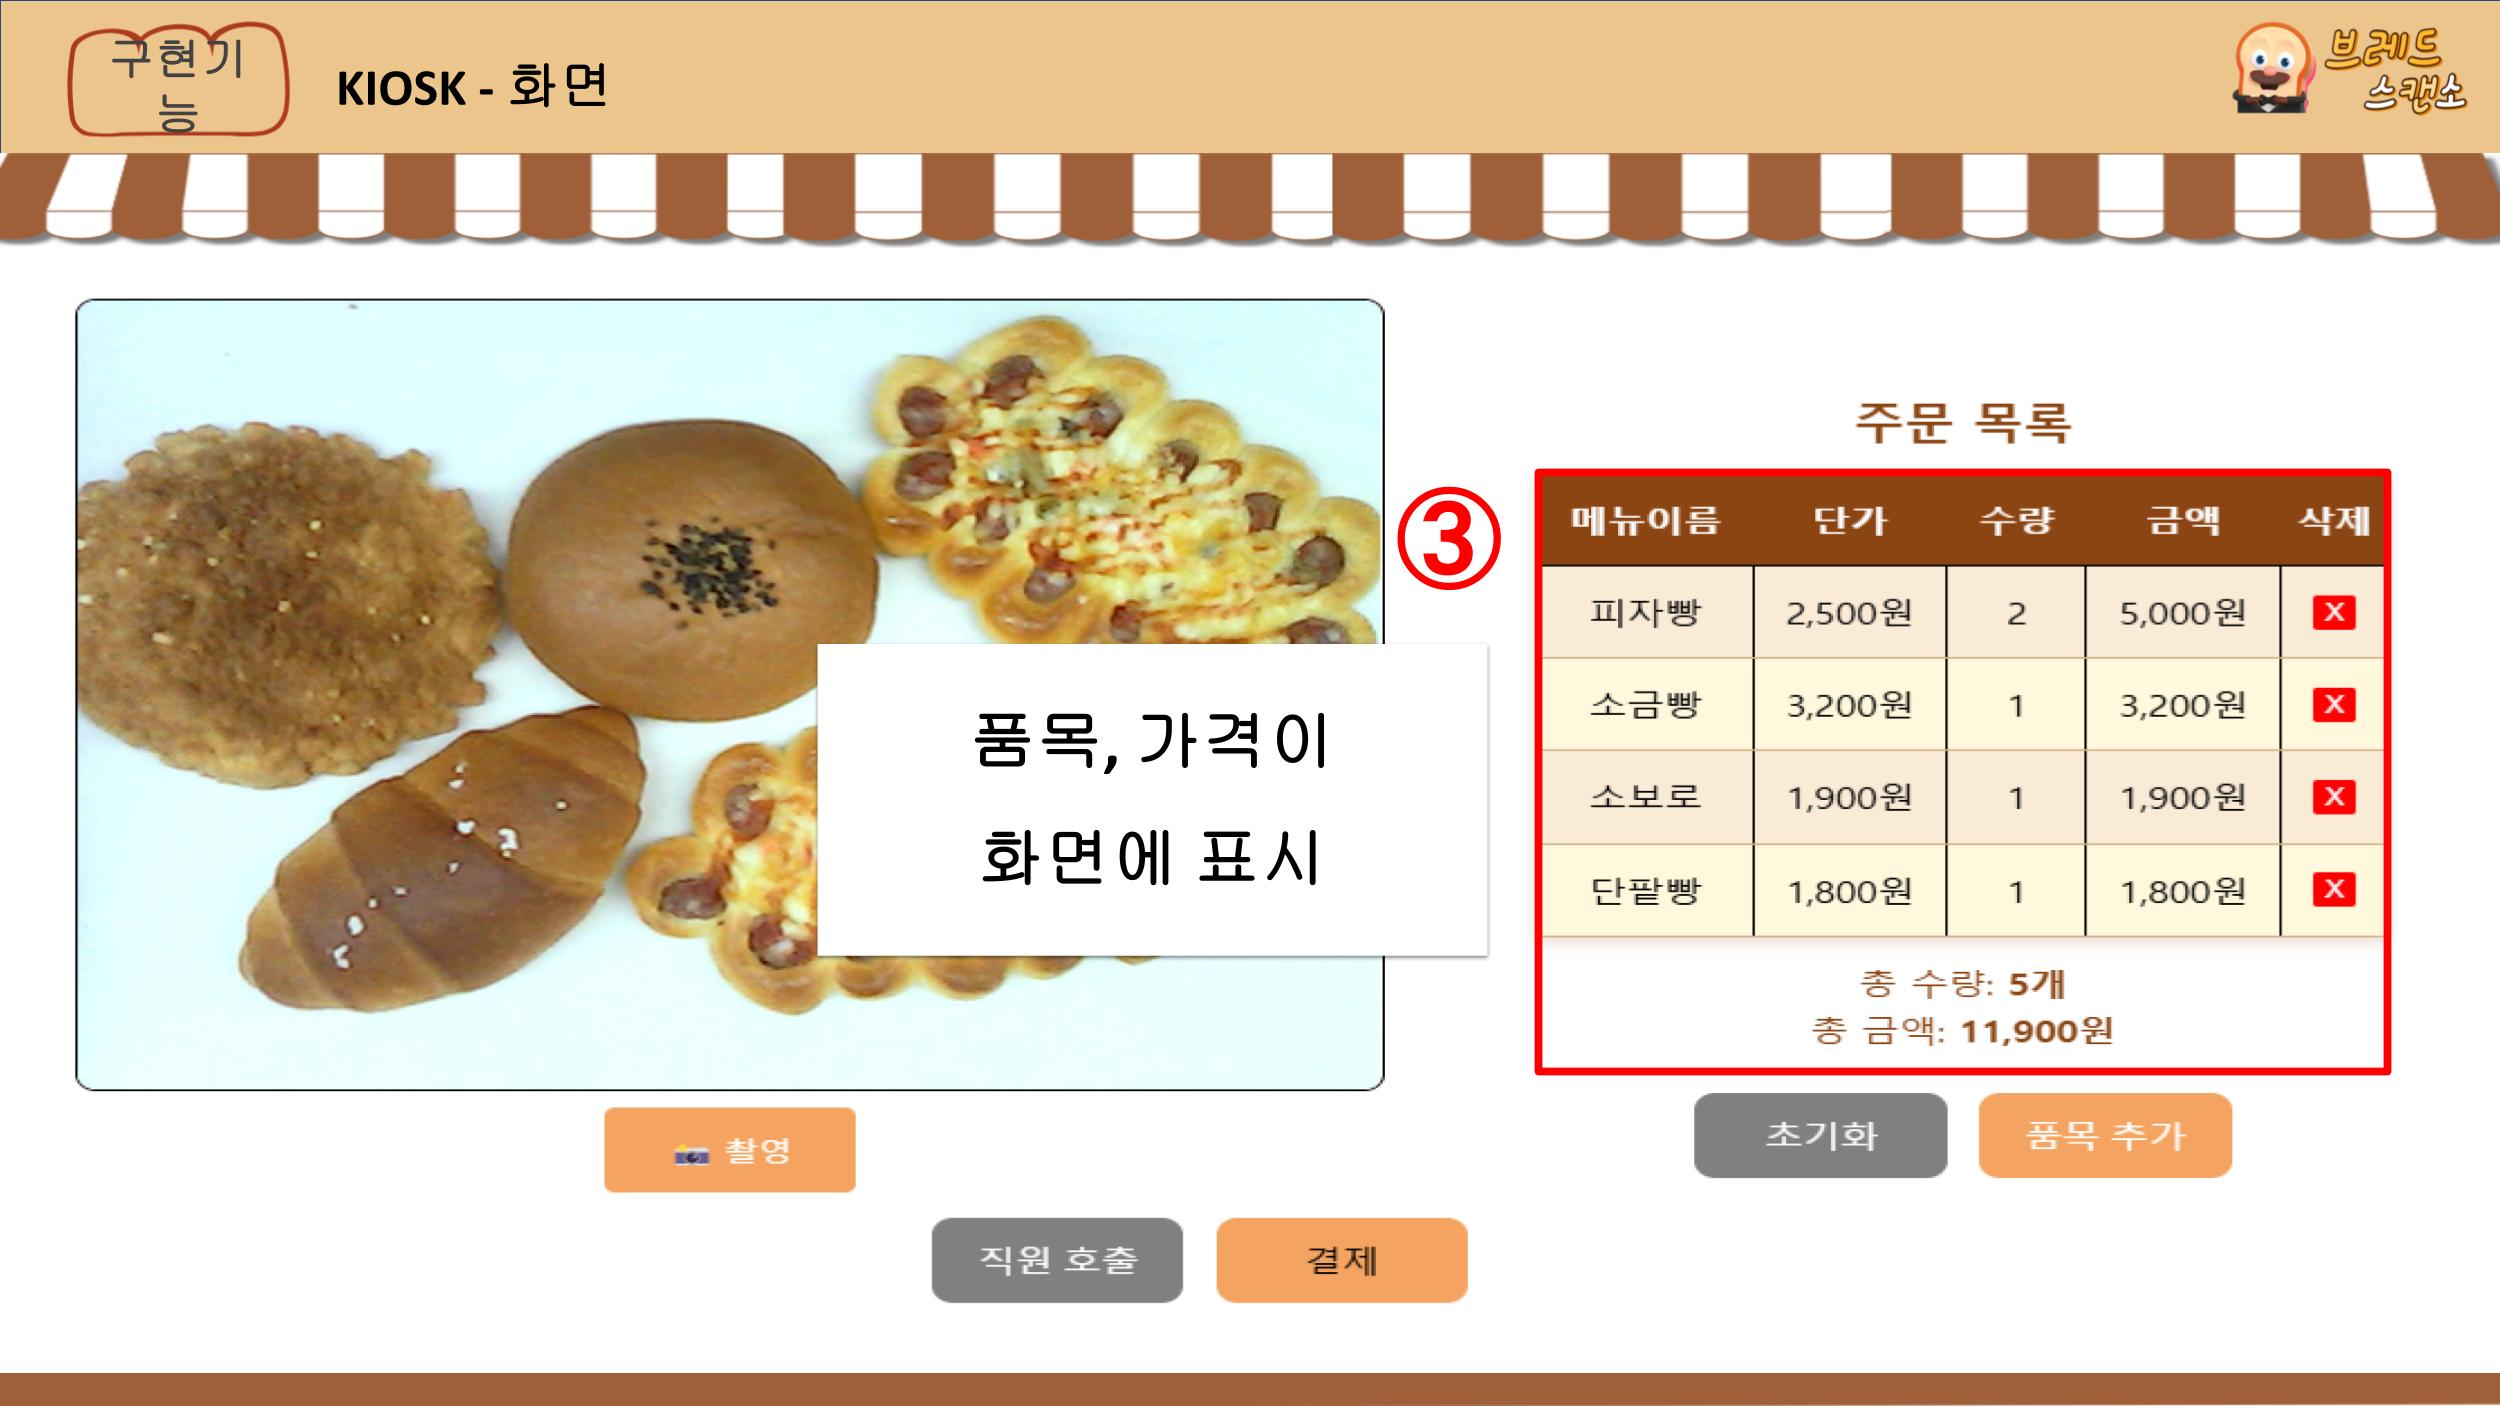 구현기
능
KIOSK - 화면
브레드
스캔소
주문 목록
③
메뉴이름 단가 수량 금액 삭제
피자빵 2,500원 2 5,000원 X
소금빵 3,200원 1 3,200원 X
소보로 1,900원 1 1,900원 X
단팥빵 1,800원 1 1,800원 X
총 수량: 5개
총 금액: 11,900원
품목, 가격이
화면에 표시
촬영
초기화 품목 추가
직원 호출 결제